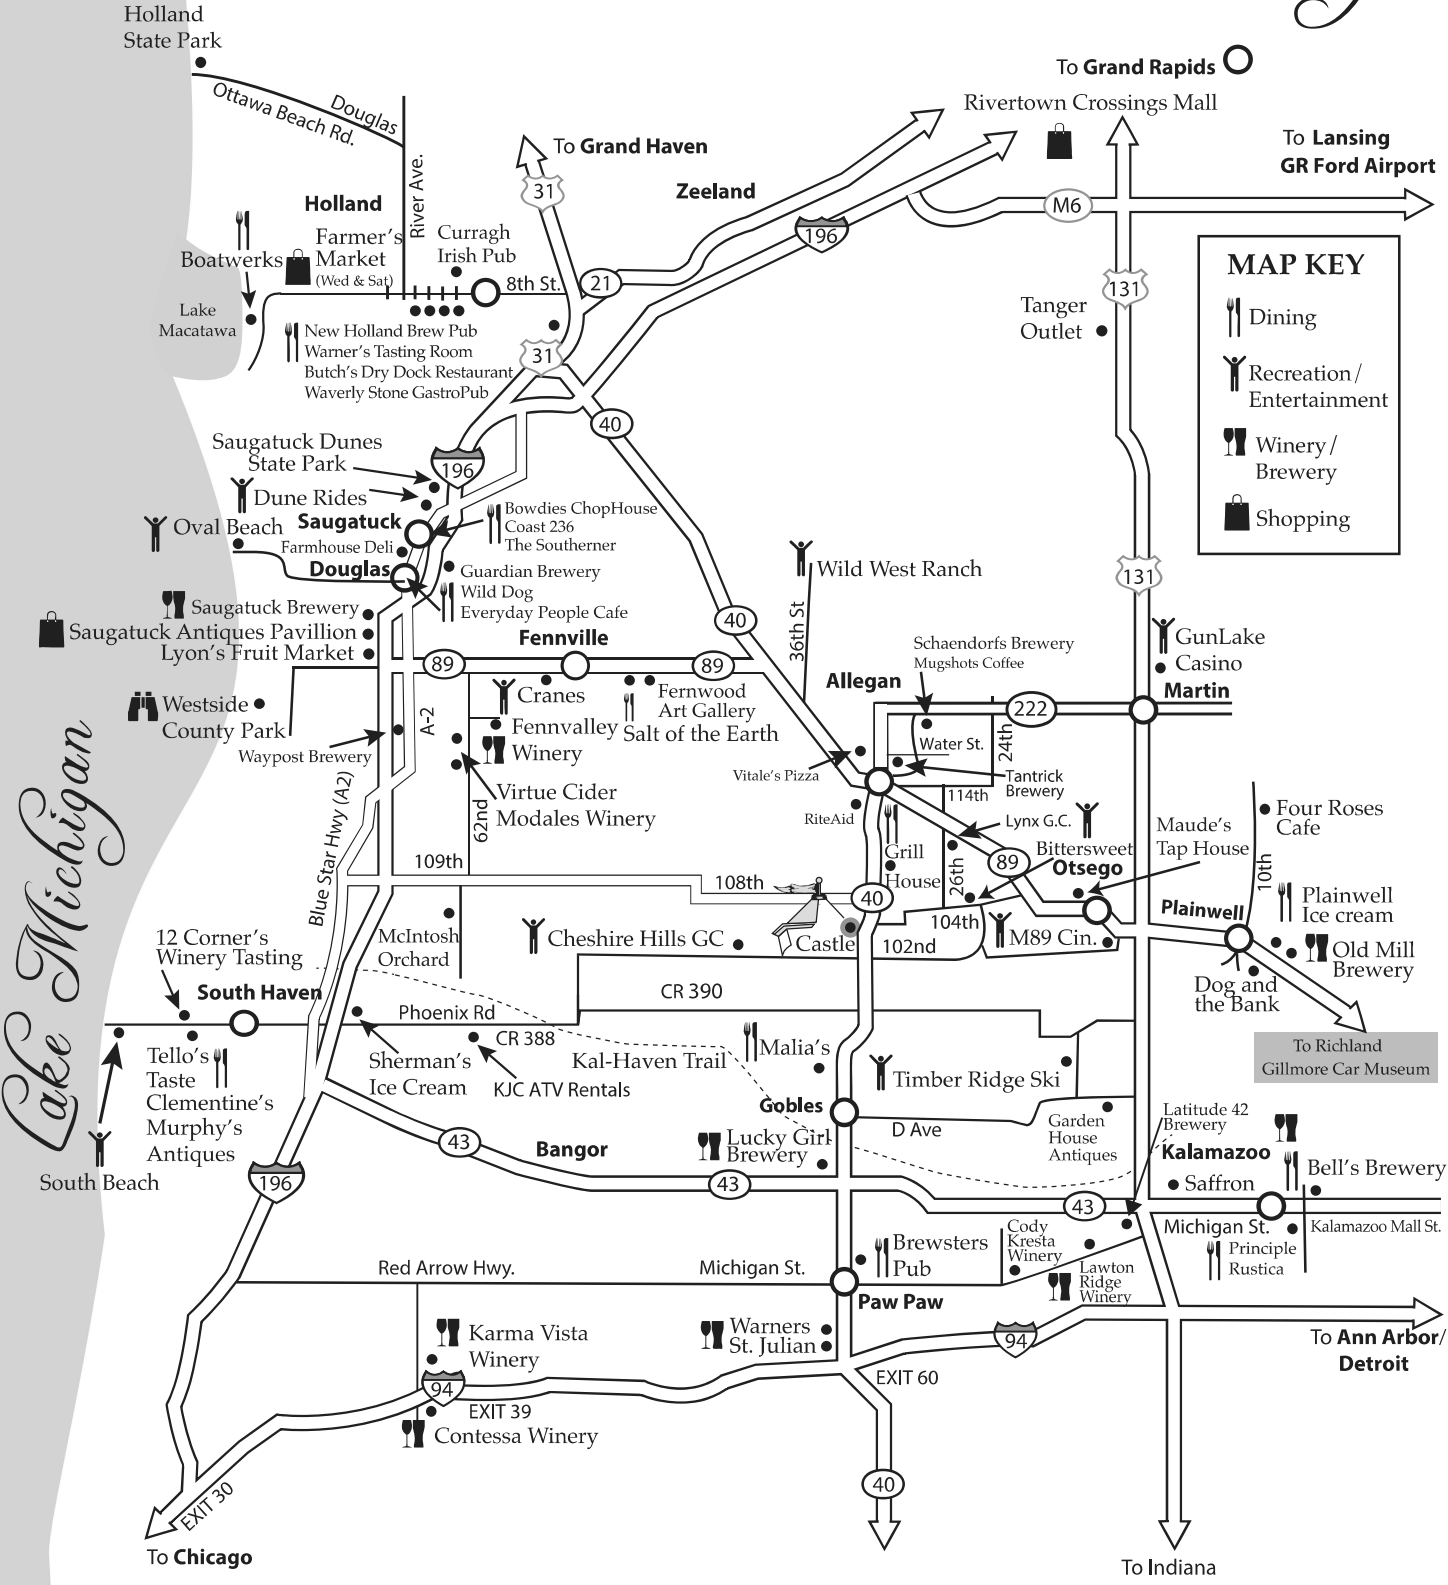 Holland
State Park
Ottawa Beach Rd.
Douglas
River Ave.
To Grand Haven
31
Zeeland
To Grand Rapids
Rivertown Crossings Mall
To Lansing
GR Ford Airport
M6
196
21
131
Holland
Farmer's
Market
(Wed & Sat)
Curragh
Irish Pub
8th St.
Boatwerks
Lake
Macatawa
New Holland Brew Pub
Warner's Tasting Room
Butch's Dry Dock Restaurant
Waverly Stone GastroPub
31
40
Tanger
Outlet
MAP KEY
Dining
Recreation/
Entertainment
Winery/
Brewery
Shopping
Saugatuck Dunes
State Park
196
Dune Rides
Oval Beach
Saugatuck
Farmhouse Deli
Douglas
Bowdies ChopHouse
Coast 236
The Southerner
Guardian Brewery
Wild Dog
Everyday People Cafe
Saugatuck Brewery
Saugatuck Antiques Pavillion
Lyon's Fruit Market
Westside
County Park
Waypost Brewery
Fennville
89
89
40
A-2
Cranes
Fennvalley
Winery
Fernwood
Art Gallery
Salt of the Earth
Virtue Cider
Modales Winery
62nd
109th
Blue Star Hwy (A2)
Wild West Ranch
36th St
131
GunLake
Casino
Schaendorfs Brewery
Mugshots Coffee
Allegan
222
Martin
Water St.
24th
Vitale's Pizza
Tantrick
Brewery
114th
RiteAid
Lynx G.C.
Grill
House
26th
89
Bittersweet
Otsego
Maude's
Tap House
Four Roses
Cafe
10th
Plainwell
Plainwell
Ice cream
Old Mill
Brewery
Dog and
the Bank
To Richland
Gillmore Car Museum
108th
40
Castle
104th
102nd
M89 Cin.
Cheshire Hills GC
McIntosh
Orchard
12 Corner's
Winery Tasting
South Haven
Phoenix Rd
CR 390
CR 388
Sherman's
Ice Cream
KJC ATV Rentals
Kal-Haven Trail
Malia's
Timber Ridge Ski
Tello's
Taste
Clementine's
Murphy's
Antiques
South Beach
Lake Michigan
Gobles
D Ave
Garden
House
Antiques
Latitude 42
Brewery
Kalamazoo
Saffron
Bell's Brewery
Lucky Girl
Brewery
43
Bangor
43
43
196
Michigan St.
Kalamazoo Mall St.
Principle
Rustica
Cody
Kresta
Winery
Lawton
Ridge
Winery
Brewsters
Pub
Red Arrow Hwy.
Michigan St.
Paw Paw
Karma Vista
Winery
Warners
St. Julian
94
94
EXIT 60
To Ann Arbor/
Detroit
EXIT 39
Contessa Winery
EXIT 30
40
To Chicago
To Indiana